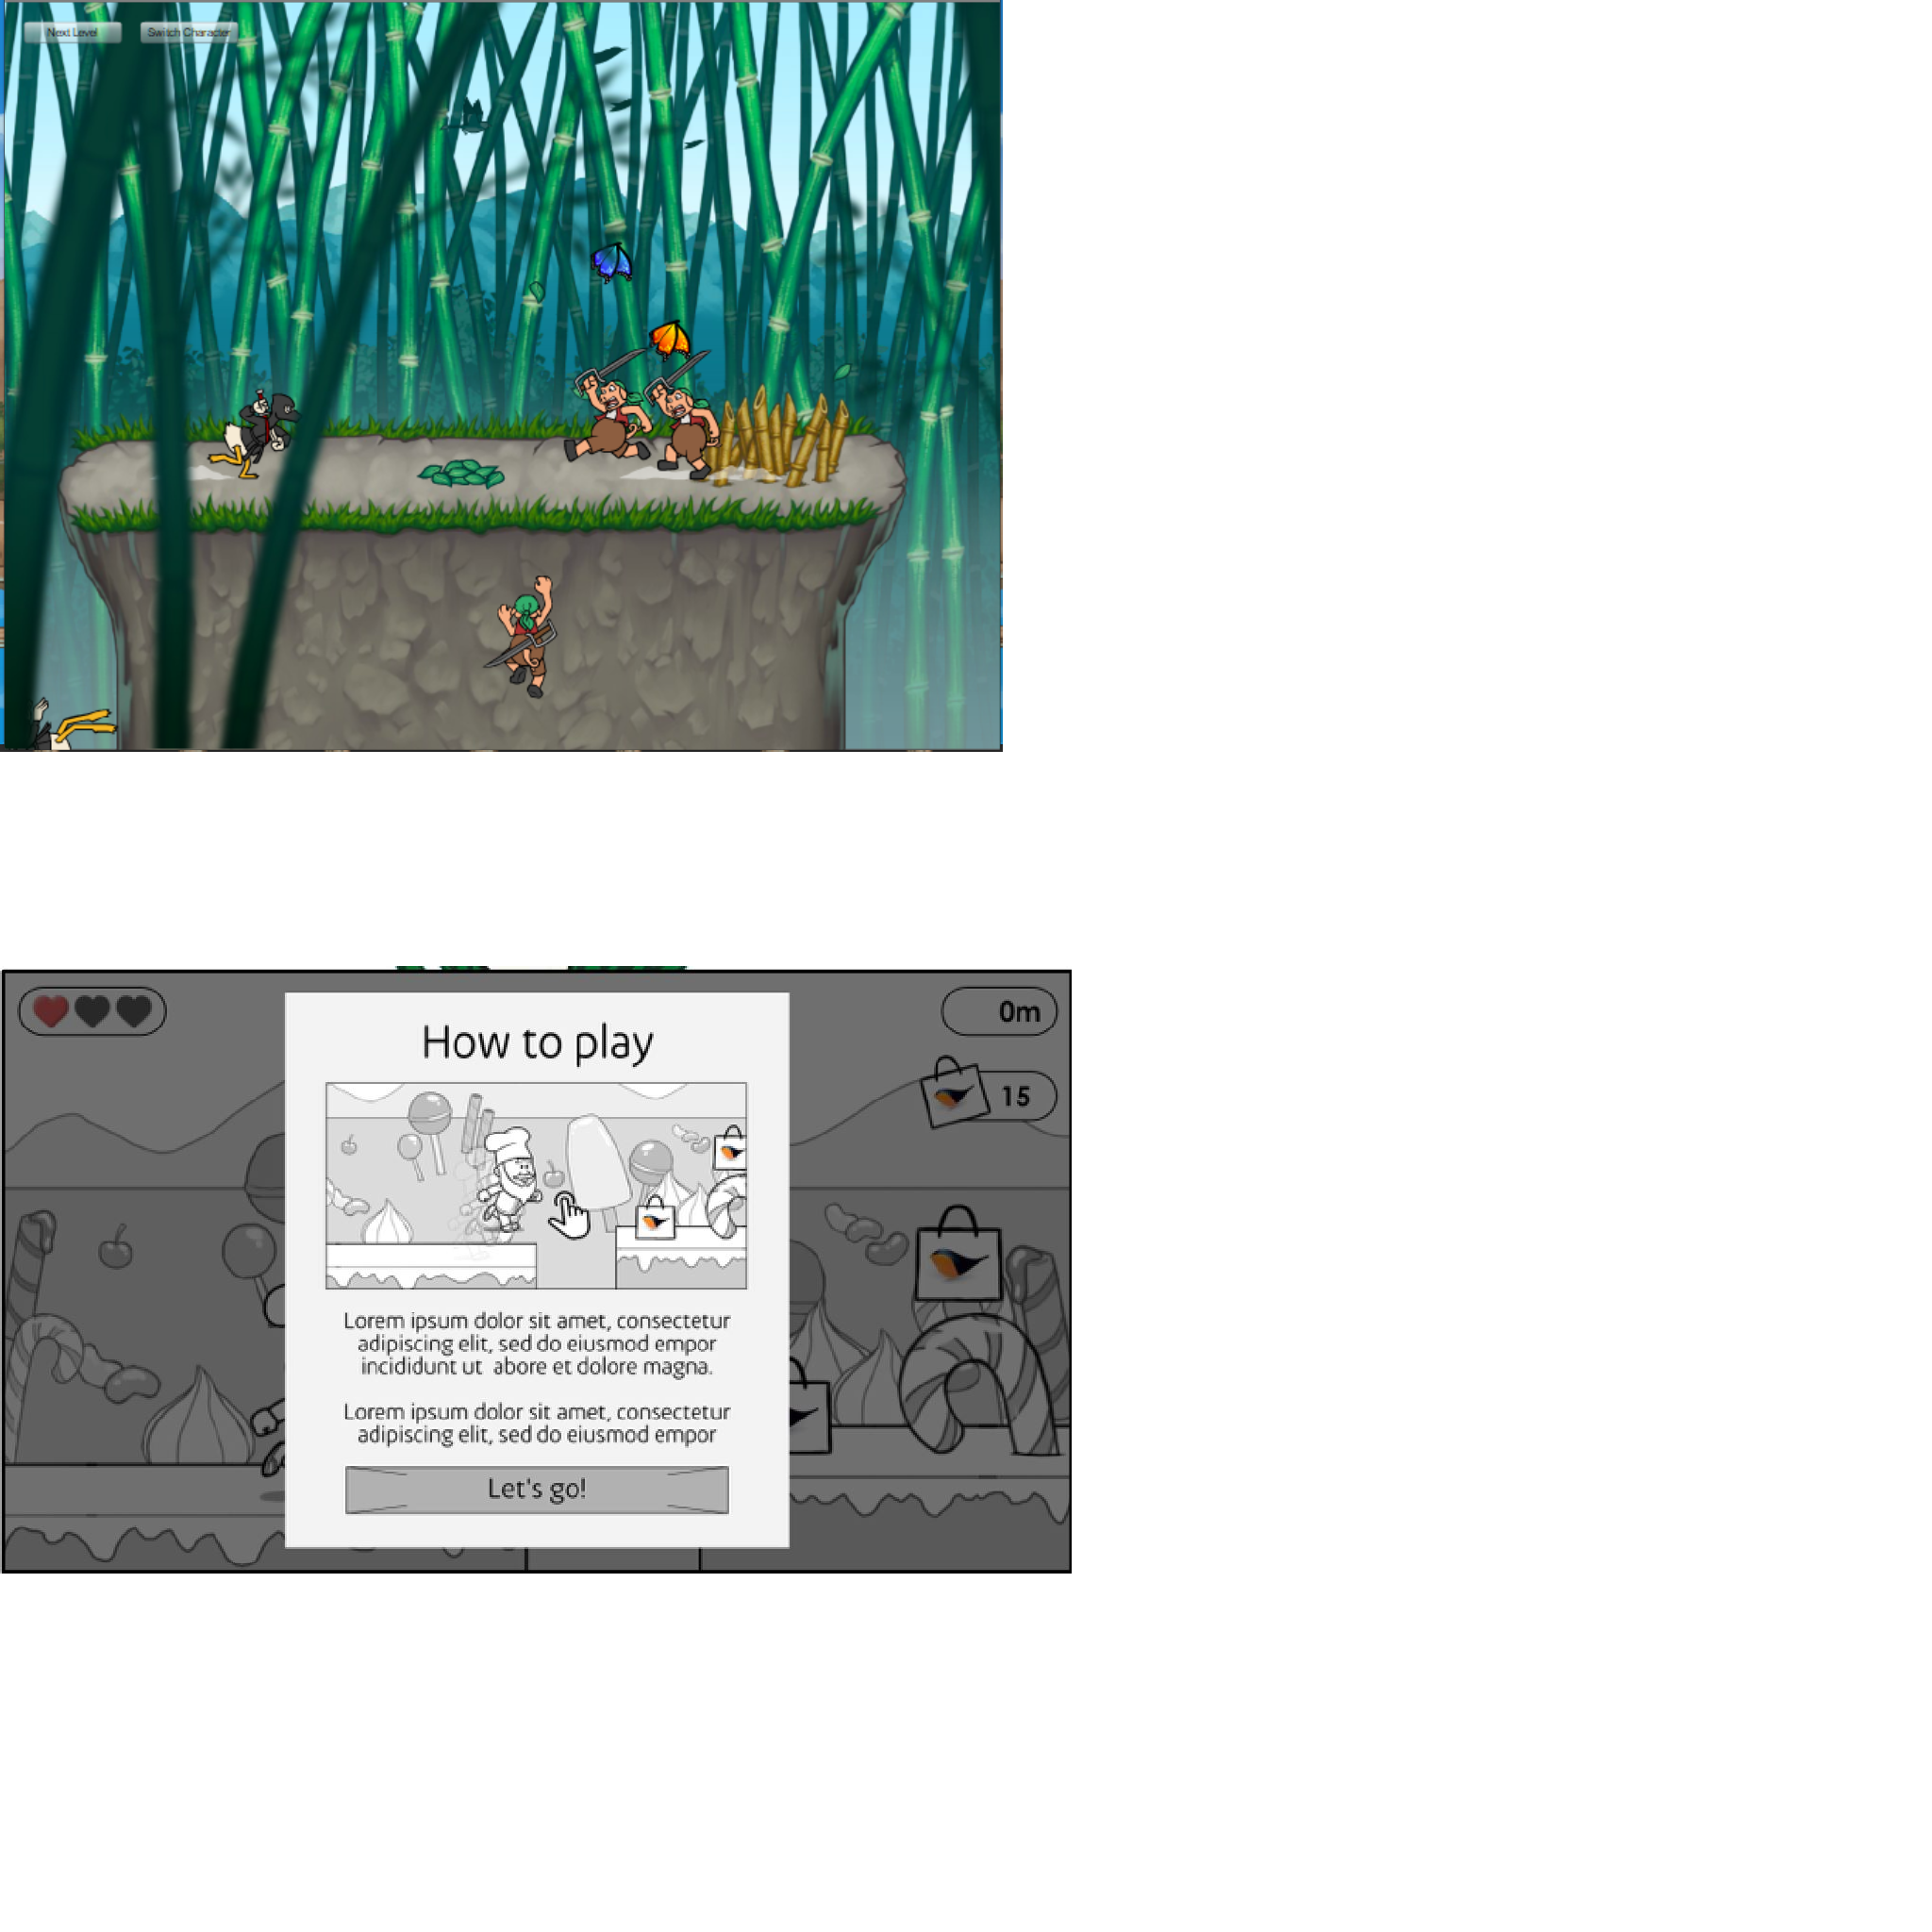 Next Level
Switch Character
0m
15
How to play
Lorem ipsum dolor sit amet, consectetur
adipiscing elit, sed do eiusmod empor
incididunt ut  abore et dolore magna.
Lorem ipsum dolor sit amet, consectetur
adipiscing elit, sed do eiusmod empor
Let's go!